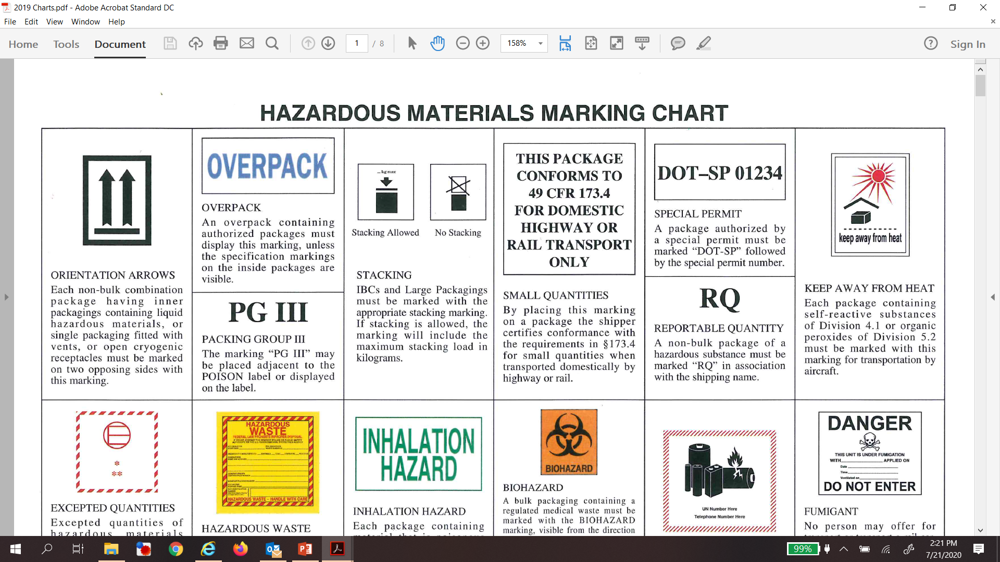 2019 Charts.pdf - Adobe Acrobat Standard DC
File Edit View Window Help
Home Tools Document
1 / 8
158%
Sign In
HAZARDOUS MATERIALS MARKING CHART
ORIENTATION ARROWS
Each non-bulk combination
package having inner
packagings containing liquid
hazardous materials, or
single packaging fitted with
vents, or open cryogenic
receptacles must be marked
on two opposing sides with
this marking.
OVERPACK
OVERPACK
An overpack containing
authorized packages must
display this marking, unless
the specification markings
on the inside packages are
visible.
PG III
PACKING GROUP III
The marking “PG III” may
be placed adjacent to the
POISON label or displayed
on the label.
... kg max
Stacking Allowed
No Stacking
STACKING
IBCs and Large Packagings
must be marked with the
appropriate stacking marking.
If stacking is allowed, the
marking will include the
maximum stacking load in
kilograms.
THIS PACKAGE
CONFORMS TO
49 CFR 173.4
FOR DOMESTIC
HIGHWAY OR
RAIL TRANSPORT
ONLY
SMALL QUANTITIES
By placing this marking
on a package the shipper
certifies conformance with
the requirements in §173.4
for small quantities when
transported domestically by
highway or rail.
DOT–SP 01234
SPECIAL PERMIT
A package authorized by
a special permit must be
marked “DOT-SP” followed
by the special permit number.
RQ
REPORTABLE QUANTITY
A non-bulk package of a
hazardous substance must be
marked “RQ” in association
with the shipping name.
keep away from heat
KEEP AWAY FROM HEAT
Each package containing
self-reactive substances
of Division 4.1 or organic
peroxides of Division 5.2
must be marked with this
marking for transportation by
aircraft.
*
**
EXCEPTED QUANTITIES
Excepted quantities of
hazardous materials
HAZARDOUS
WASTE
FEDERAL LAW PROHIBITS IMPROPER DISPOSAL
HAZARDOUS WASTE – HANDLE WITH CARE
HAZARDOUS WASTE
INHALATION
HAZARD
INHALATION HAZARD
Each package containing
BIOHAZARD
BIOHAZARD
A bulk packaging containing a
regulated medical waste must be
marked with the BIOHAZARD
marking, visible from the direction
UN Number Here
Telephone Number Here
DANGER
THIS UNIT IS UNDER FUMIGATION
WITH APPLIED ON
Date
Time
Ventilated on
DO NOT ENTER
FUMIGANT
No person may offer for
99%
2:21 PM
7/21/2020